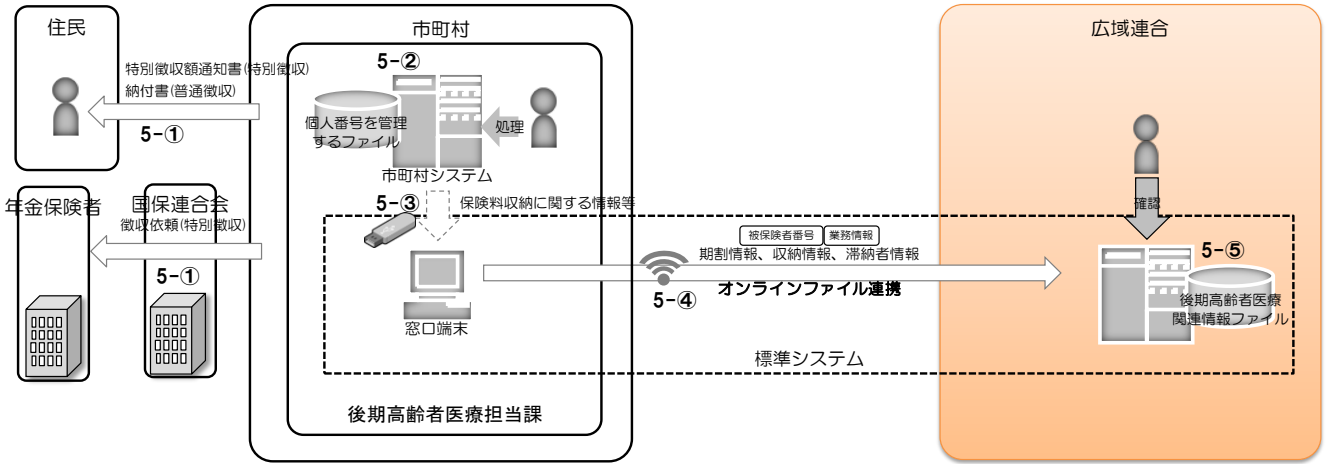 住民
特別徴収額通知書(特別徴収)
納付書(普通徴収)
5-①
年金保険者
国保連合会
徴収依頼(特別徴収)
5-①
市町村
5-②
個人番号を管理
するファイル
処理
市町村システム
5-③
保険料収納に関する情報等
窓口端末
後期高齢者医療担当課
被保険者番号 業務情報
期割情報、収納情報、滞納者情報
5-④
オンラインファイル連携
標準システム
広域連合
確認
5-⑤
後期高齢者医療
関連情報ファイル